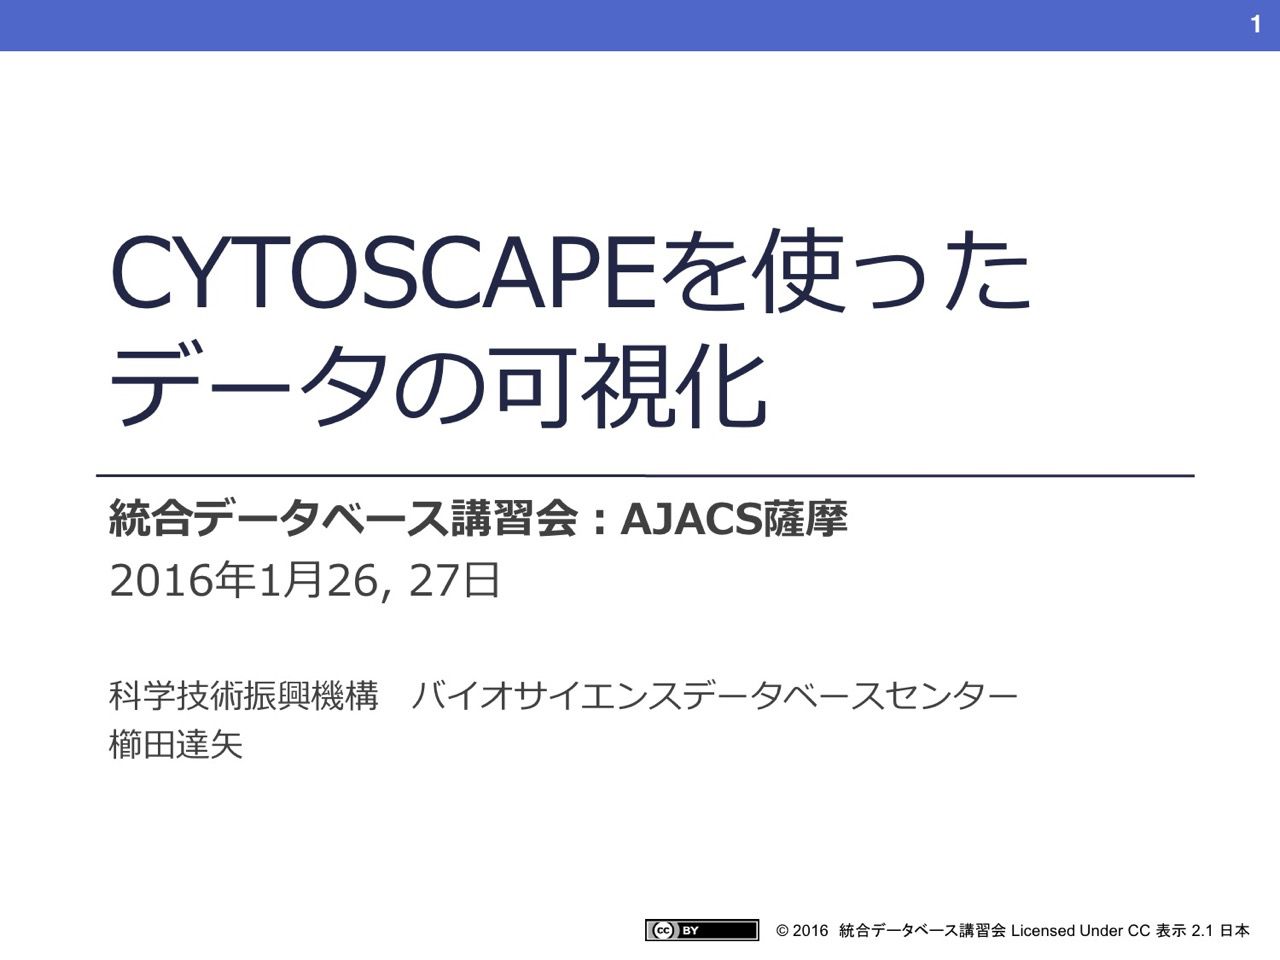 1
CYTOSCAPEを使った
データの可視化
統合データベース講習会：AJACS薩摩
2016年1月26, 27日
科学技術振興機構　バイオサイエンスデータベースセンター
櫛田達矢
cc BY
© 2016 統合データベース講習会 Licensed Under CC 表示 2.1 日本